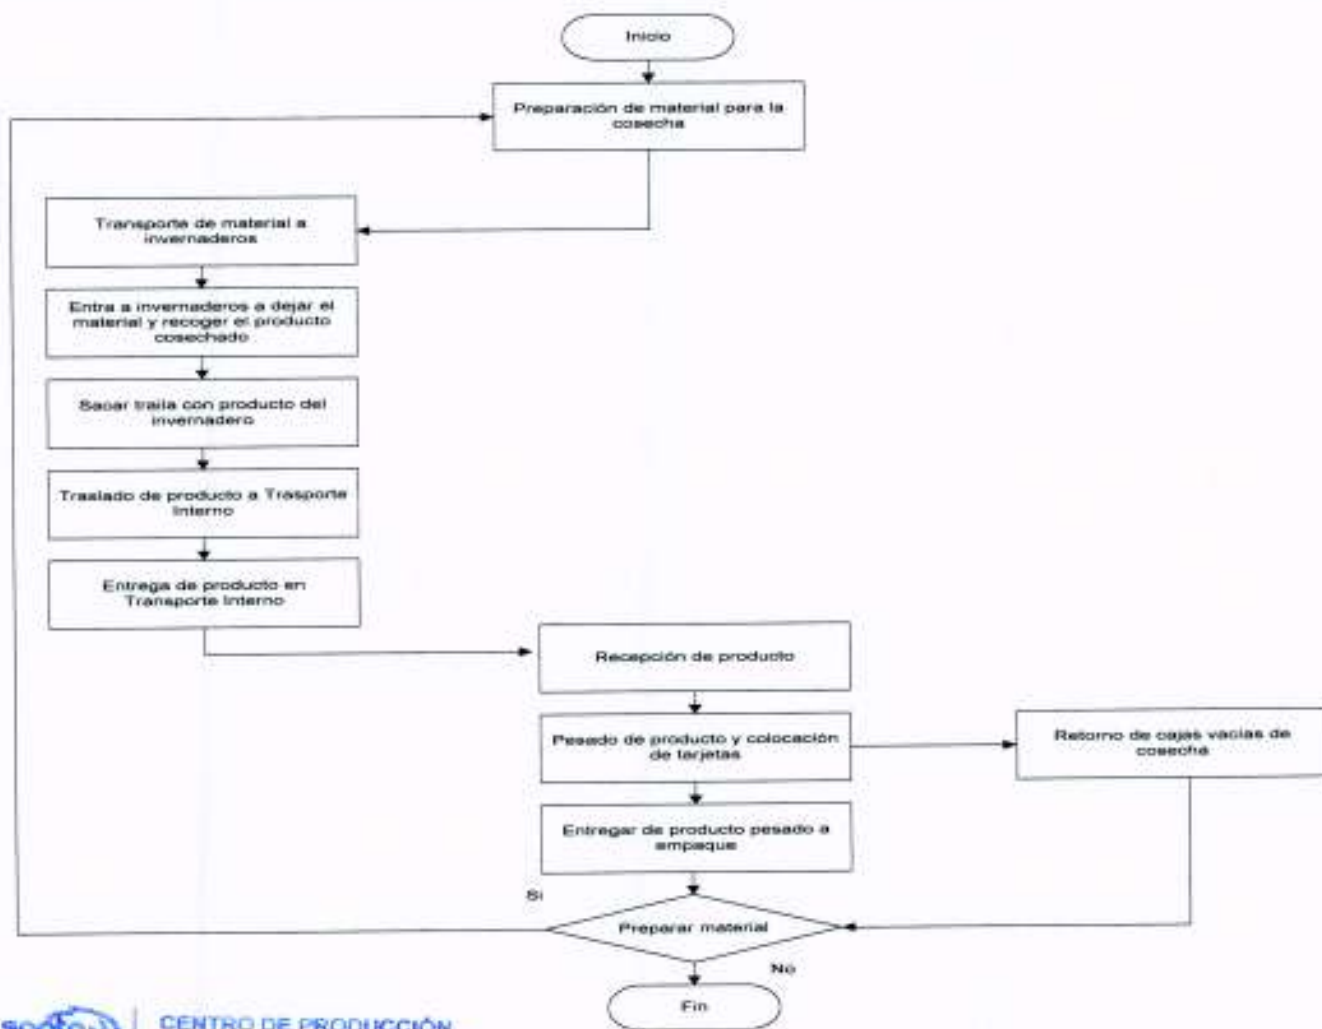 Inicio
Preparación de material para la
cosecha
Transporte de material a
invernaderos
Entra a invernaderos a dejar el
material y recoger el producto
cosechado
Sacar traila con producto del
invernadero
Traslado de producto a Trasporte
Interno
Entrega de producto en
Transporte Interno
Recepción de producto
Pesado de producto y colocación
de tarjetas
Retorno de cajas vacías de
cosecha
Entregar de producto pesado a
empaque
Si
Preparar material
No
Fin
CENTRO DE PRODUCCIÓN